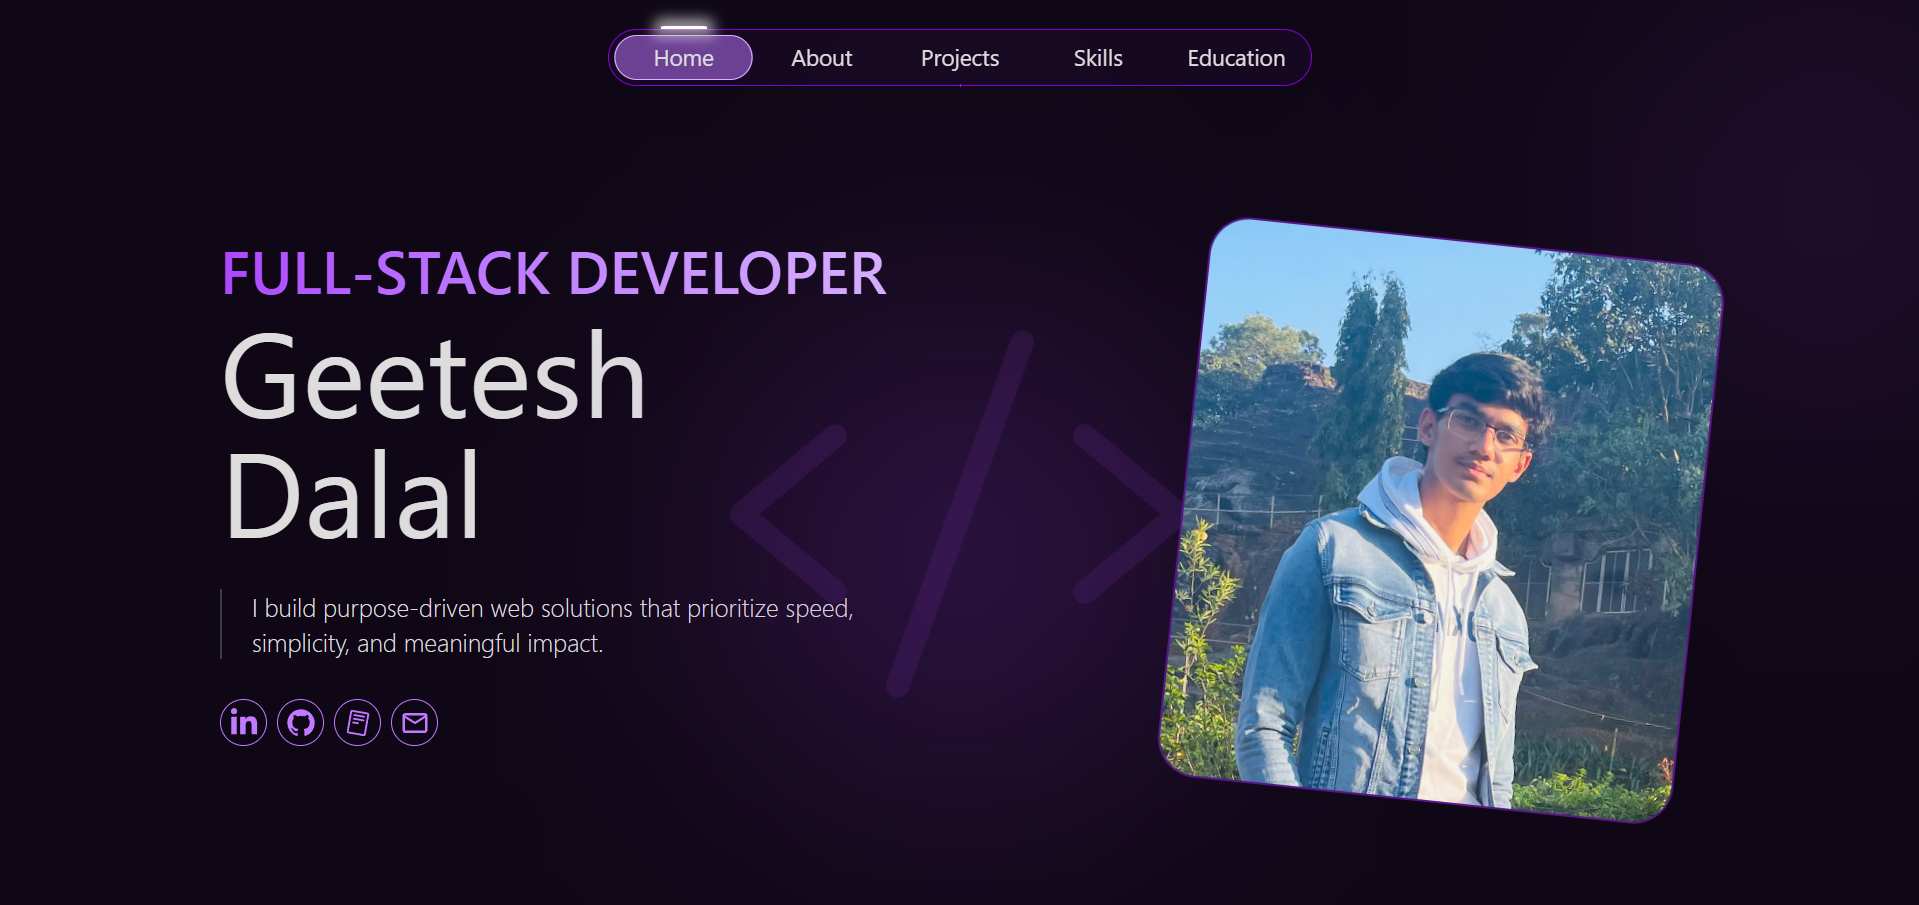 Home About Projects Skills Education
FULL-STACK DEVELOPER
Geetesh
Dalal
I build purpose-driven web solutions that prioritize speed,
simplicity, and meaningful impact.
in